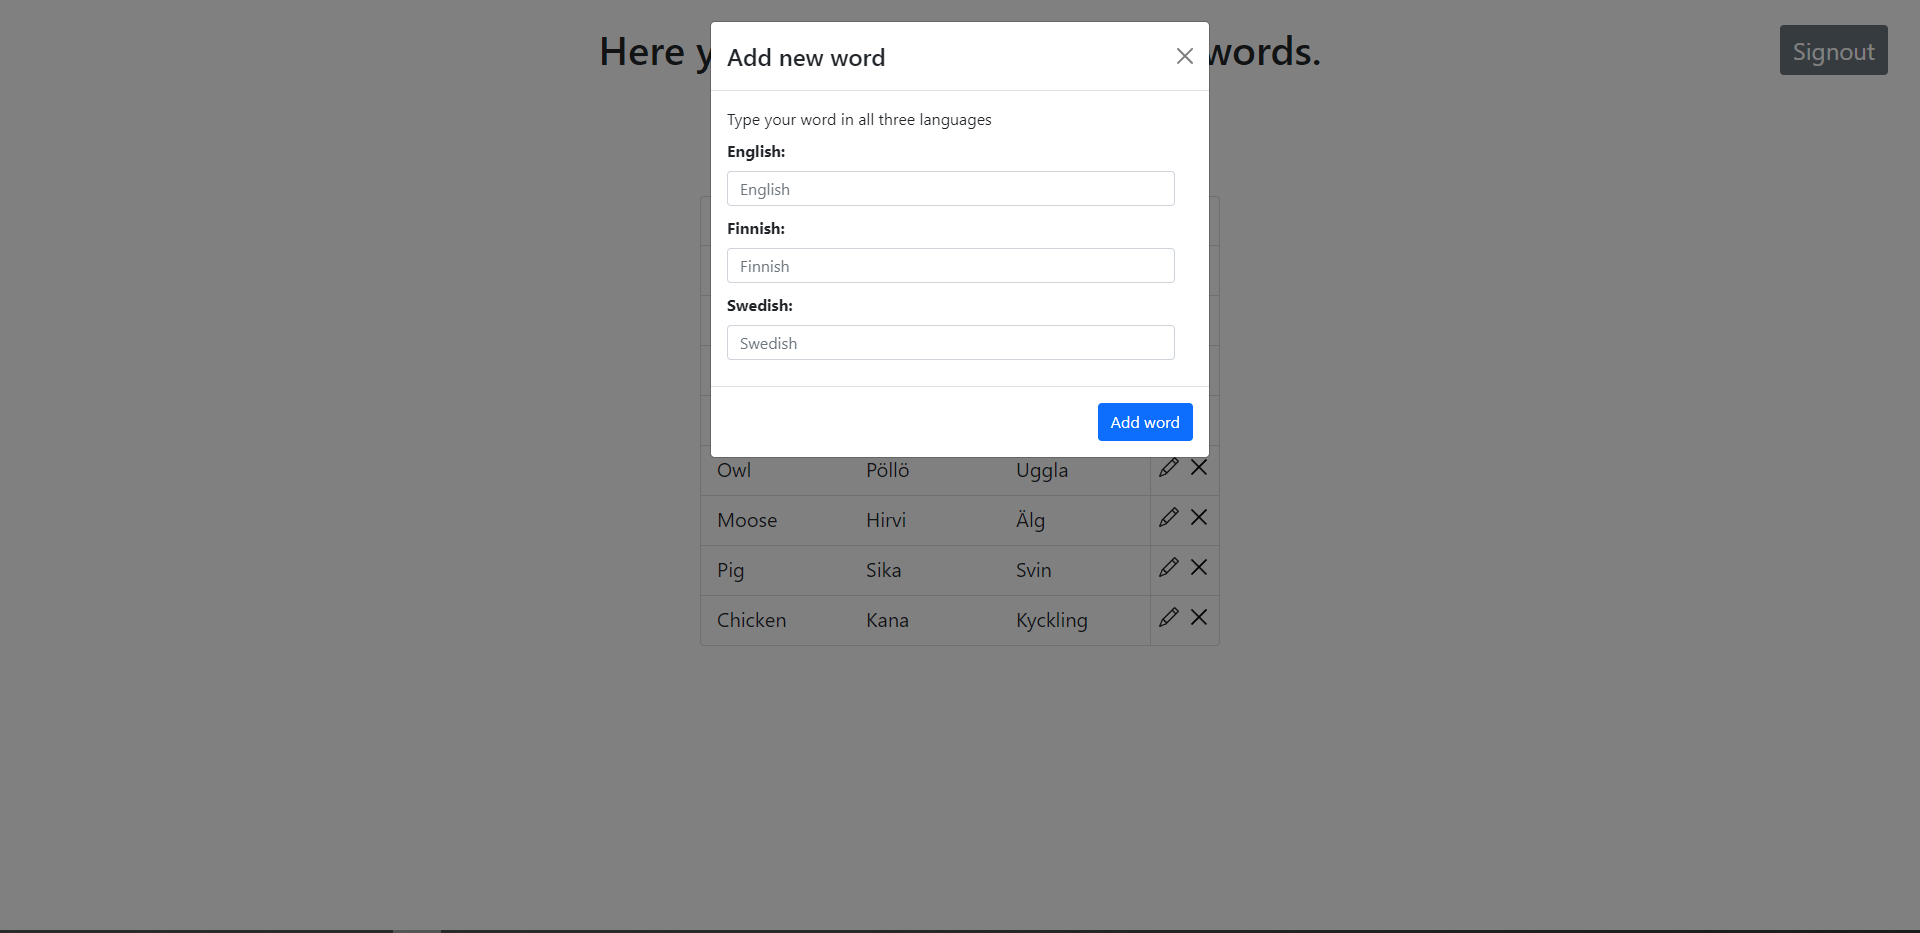 Here
words.
Signout
Add new word
Type your word in all three languages
English:
English
Finnish:
Finnish
Swedish:
Swedish
Add word
Owl Pöllö Uggla
Moose Hirvi Älg
Pig Sika Svin
Chicken Kana Kyckling